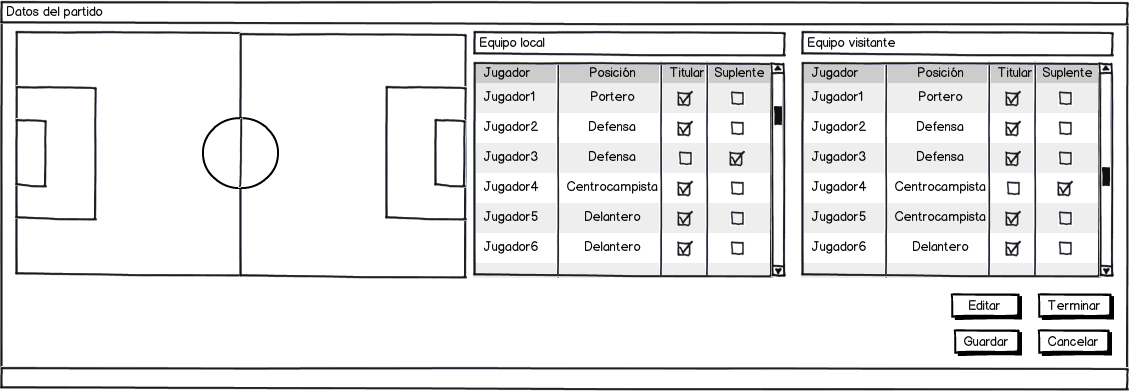 Datos del partido
Equipo local
Jugador Posición Titular Suplente
Jugador1 Portero
Jugador2 Defensa
Jugador3 Defensa
Jugador4 Centrocampista
Jugador5 Delantero
Jugador6 Delantero
Equipo visitante
Jugador Posición Titular Suplente
Jugador1 Portero
Jugador2 Defensa
Jugador3 Defensa
Jugador4 Centrocampista
Jugador5 Centrocampista
Jugador6 Delantero
Editar Terminar
Guardar Cancelar